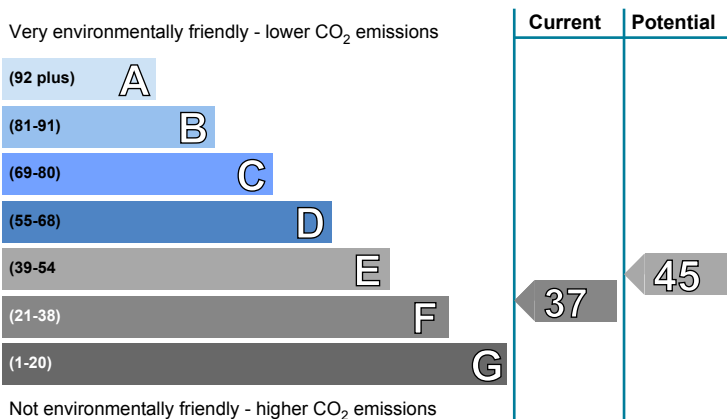 Very environmentally friendly - lower CO2 emissions
Current
Potential
(92 plus) A
(81-91) B
(69-80) C
(55-68) D
(39-54 E
(21-38) F
(1-20) G
37
45
Not environmentally friendly - higher CO2 emissions